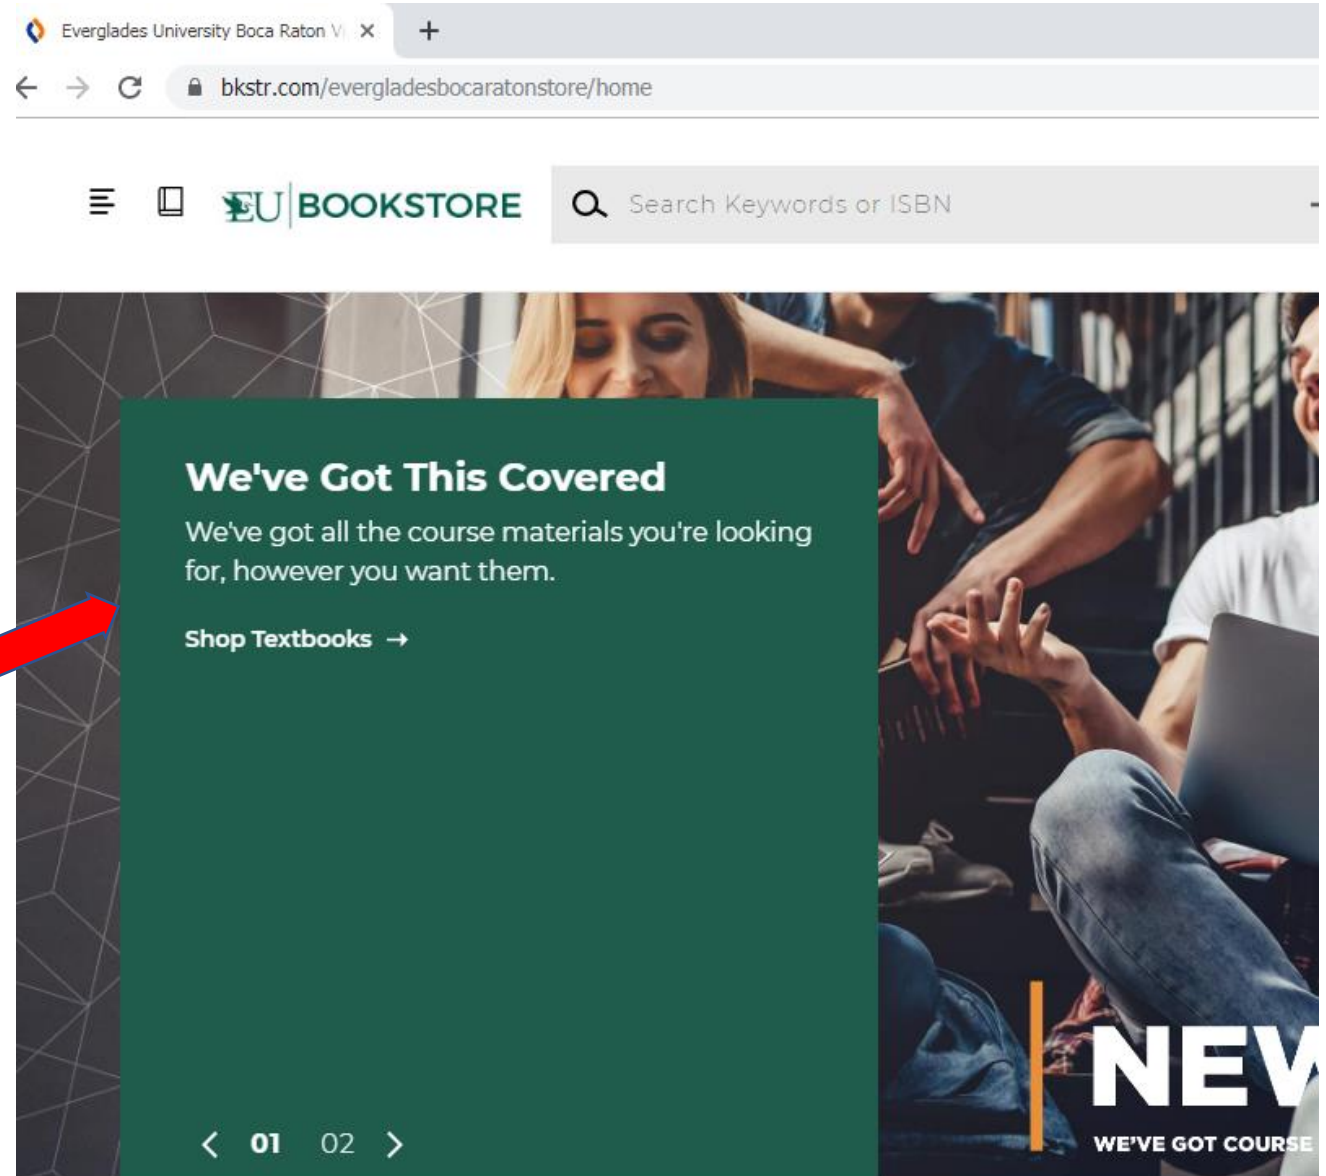 Everglades University Boca Raton Vi
bkstr.com/evergladesbocaratonstore/home
EU BOOKSTORE
Search Keywords or ISBN
We've Got This Covered
We've got all the course materials you're looking
for, however you want them.
Shop Textbooks →
01 02
NEW
WE'VE GOT COURSE